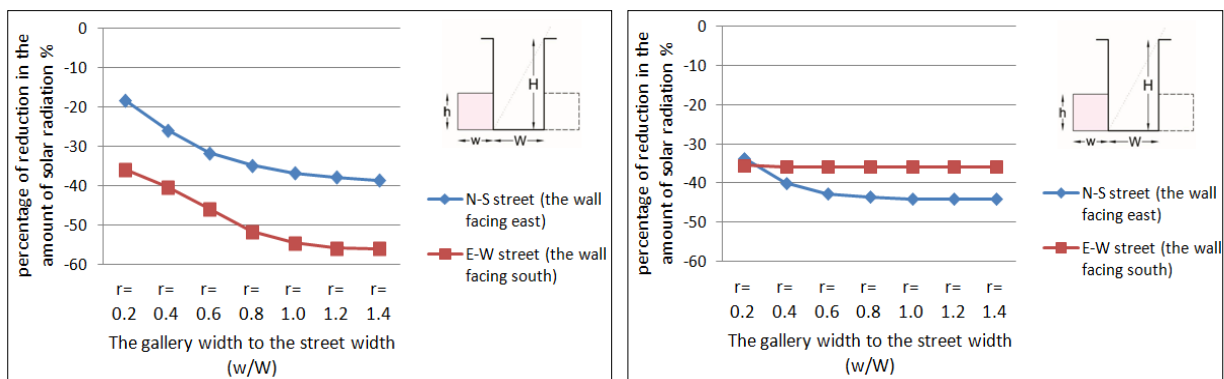 percentage of reduction in the
amount of solar radiation %
0
-10
-20
-30
-40
-50
-60
r=
0.2
r=
0.4
r=
0.6
r=
0.8
r=
1.0
r=
1.2
r=
1.4
The gallery width to the street width
(w/W)
H
h
w
W
N-S street (the wall
facing east)
E-W street (the wall
facing south)
percentage of reduction in the
amount of solar radiation %
0
-10
-20
-30
-40
-50
-60
r=
0.2
r=
0.4
r=
0.6
r=
0.8
r=
1.0
r=
1.2
r=
1.4
The gallery width to the street width
(w/W)
H
h
w
W
N-S street (the wall
facing east)
E-W street (the wall
facing south)